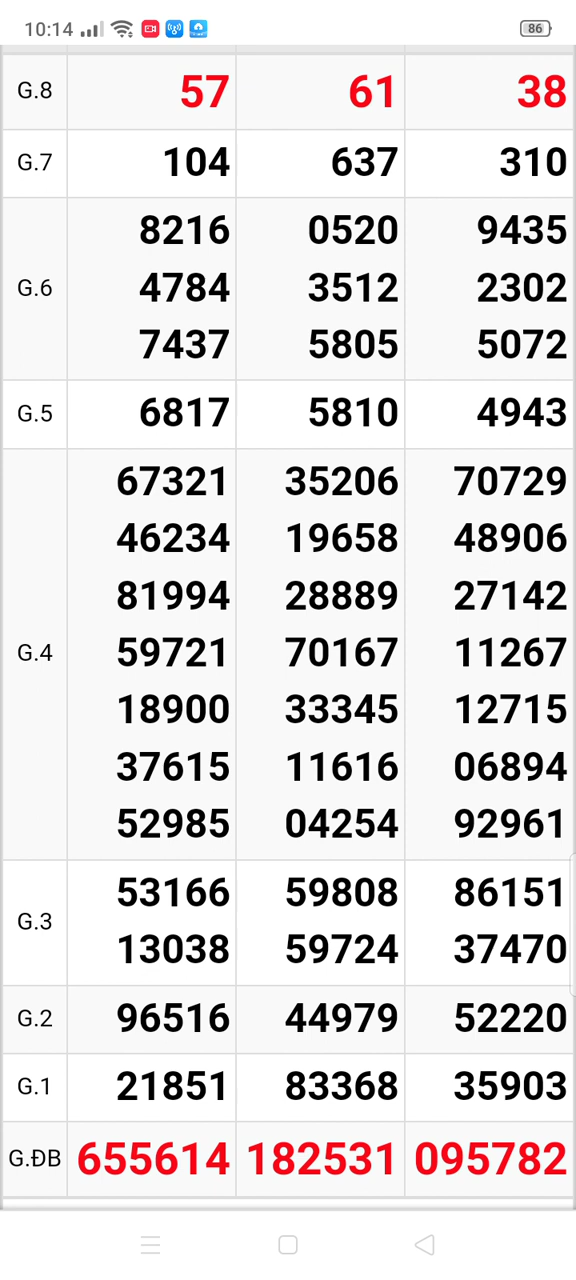 10:14 86
G.8 57 61 38
G.7 104 637 310
8216 0520 9435
G.6 4784 3512 2302
7437 5805 5072
G.5 6817 5810 4943
67321 35206 70729
46234 19658 48906
81994 28889 27142
G.4 59721 70167 11267
18900 33345 12715
37615 11616 06894
52985 04254 92961
G.3 53166 59808 86151
13038 59724 37470
G.2 96516 44979 52220
G.1 21851 83368 35903
G.ĐB 655614 182531 095782